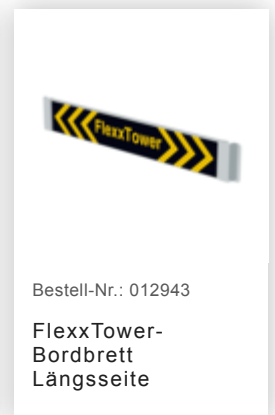 FlexxTower
Bestell-Nr.: 012943
FlexxTower-
Bordbrett
Längsseite